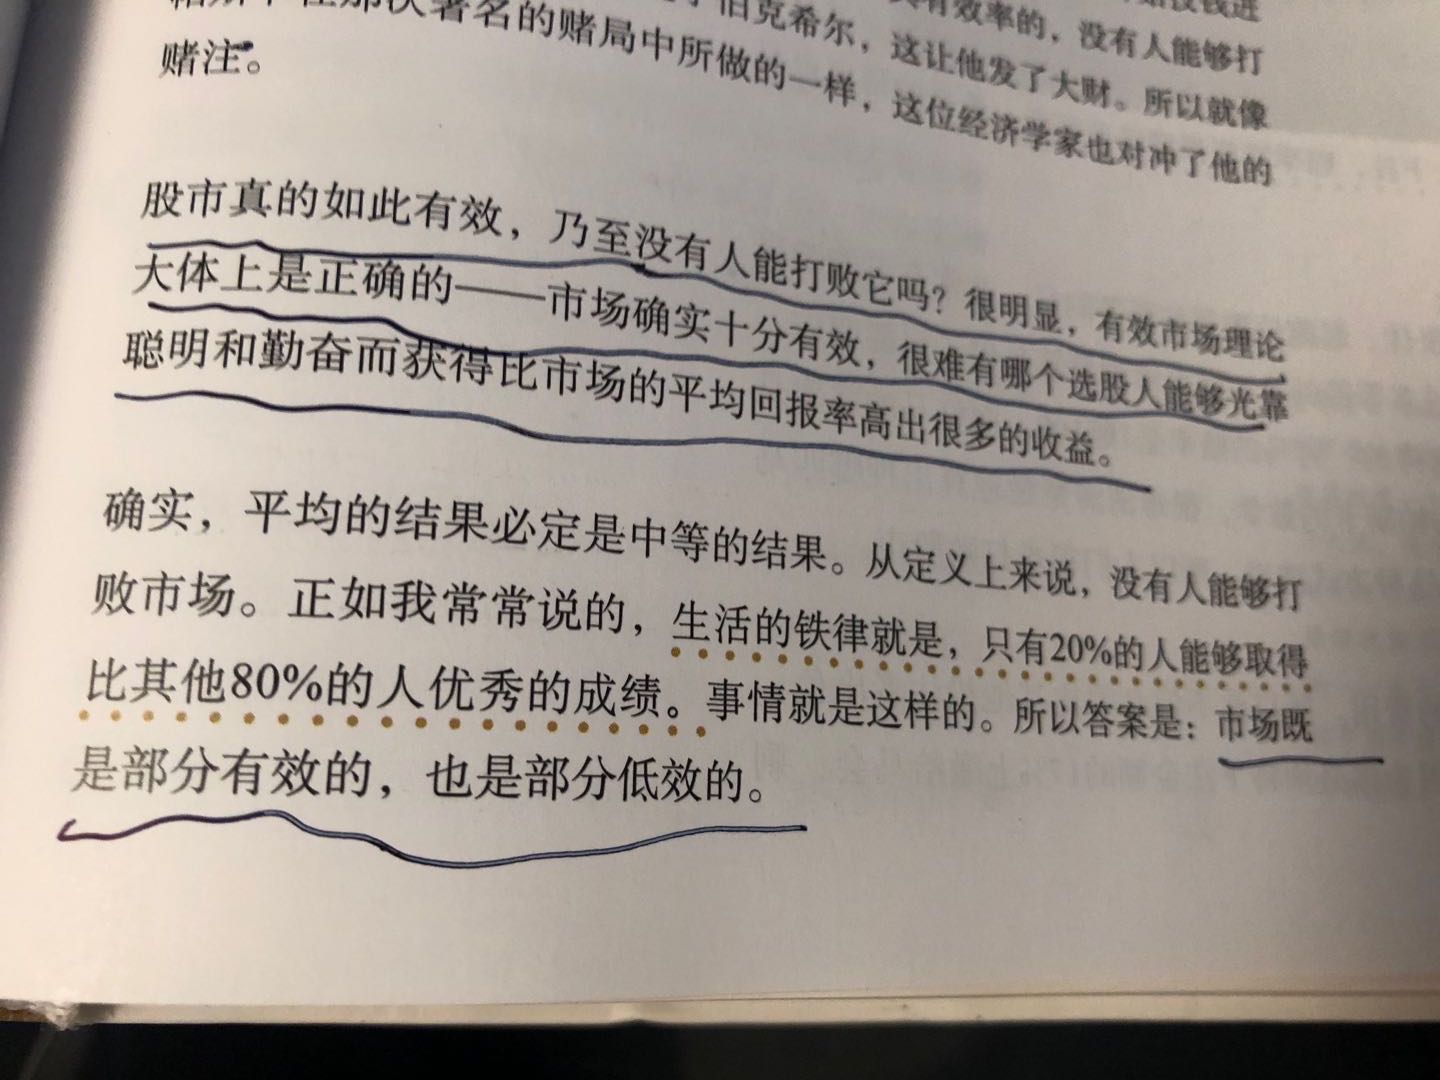 如没钱进
具有效率的，没有人能够打
伯克希尔，这让他发了大财。所以就像
帕斯卡在那次著名的赌局中所做的一样，这位经济学家也对冲了他的
赌注。
股市真的如此有效，乃至没有人能打败它吗？很明显，有效市场理论
大体上是正确的——市场确实十分有效，很难有哪个选股人能够光靠
聪明和勤奋而获得比市场的平均回报率高出很多的收益。
确实，平均的结果必定是中等的结果。从定义上来说，没有人能够打
败市场。正如我常常说的，生活的铁律就是，只有20%的人能够取得
比其他80%的人优秀的成绩。事情就是这样的。所以答案是：市场既
是部分有效的，也是部分低效的。